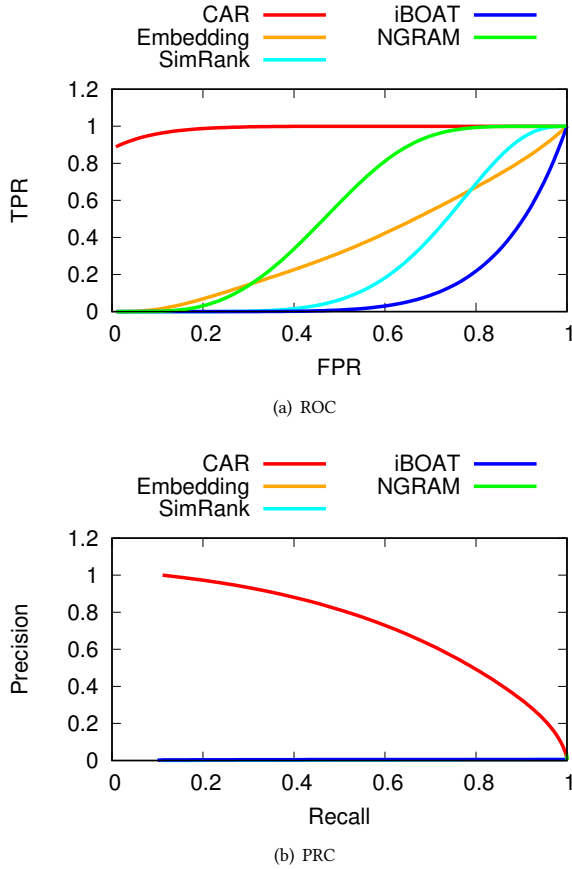 CAR iBOAT
Embedding NGRAM
SimRank
1.2
1
0.8
0.6
0.4
0.2
0
TPR
0 0.2 0.4 0.6 0.8 1
FPR
(a) ROC
CAR iBOAT
Embedding NGRAM
SimRank
1.2
1
0.8
0.6
0.4
0.2
0
Precision
0 0.2 0.4 0.6 0.8 1
Recall
(b) PRC